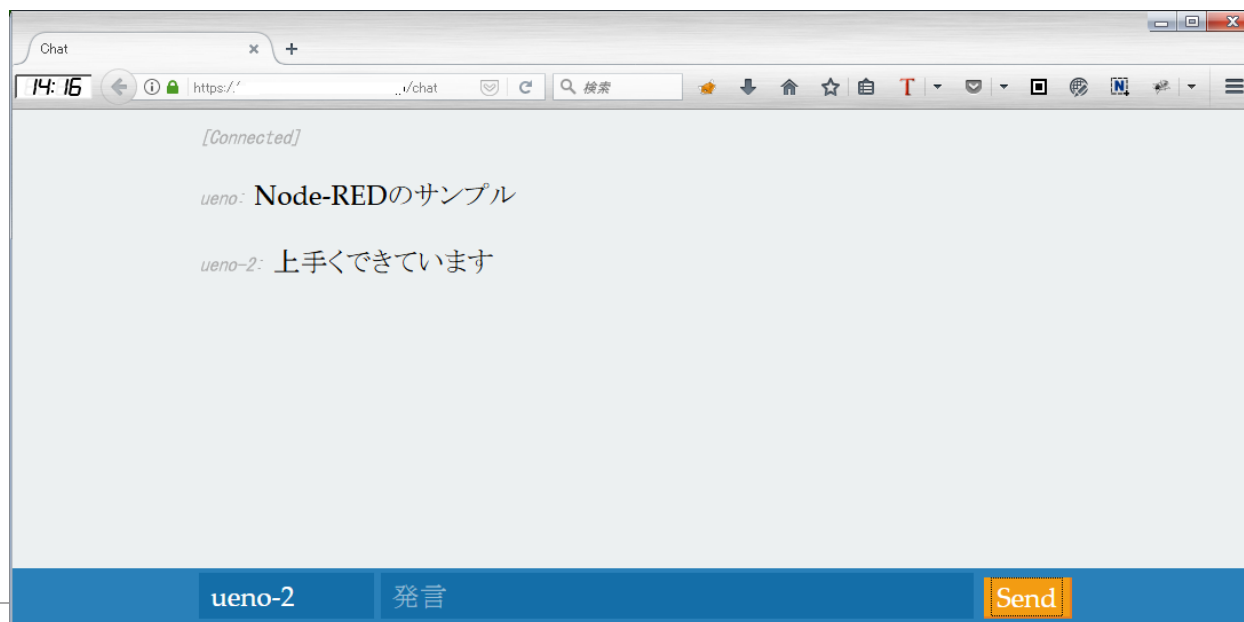 Chat
14:16
https:/
/chat
検索
[Connected]
ueno: Node-REDのサンプル
ueno-2: 上手くできています
ueno-2
発言
Send